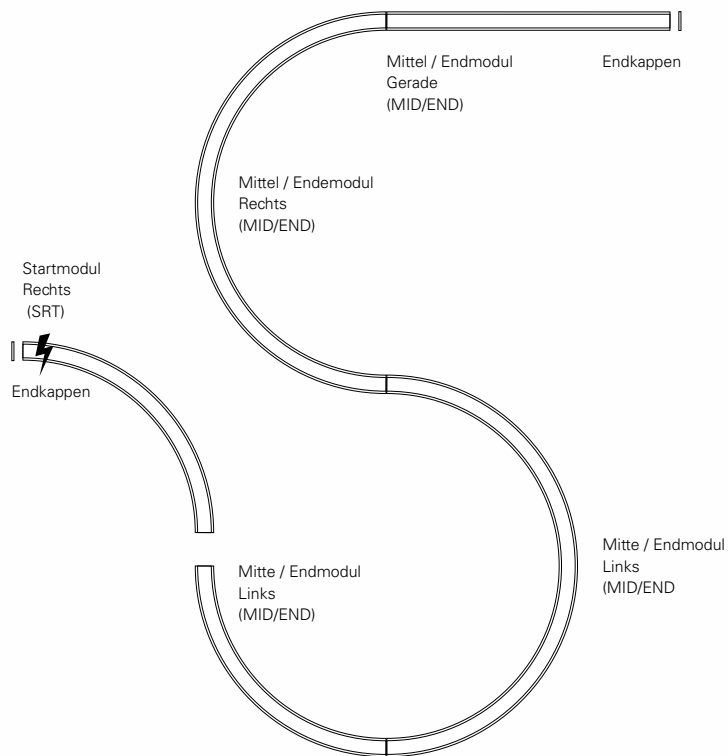 Mittel / Endmodul
Gerade
(MID/END)
Endkappen
Mittel / Endemodul
Rechts
(MID/END)
Startmodul
Rechts
(SRT)
Endkappen
Mitte / Endmodul
Links
(MID/END)
Mitte / Endmodul
Links
(MID/END